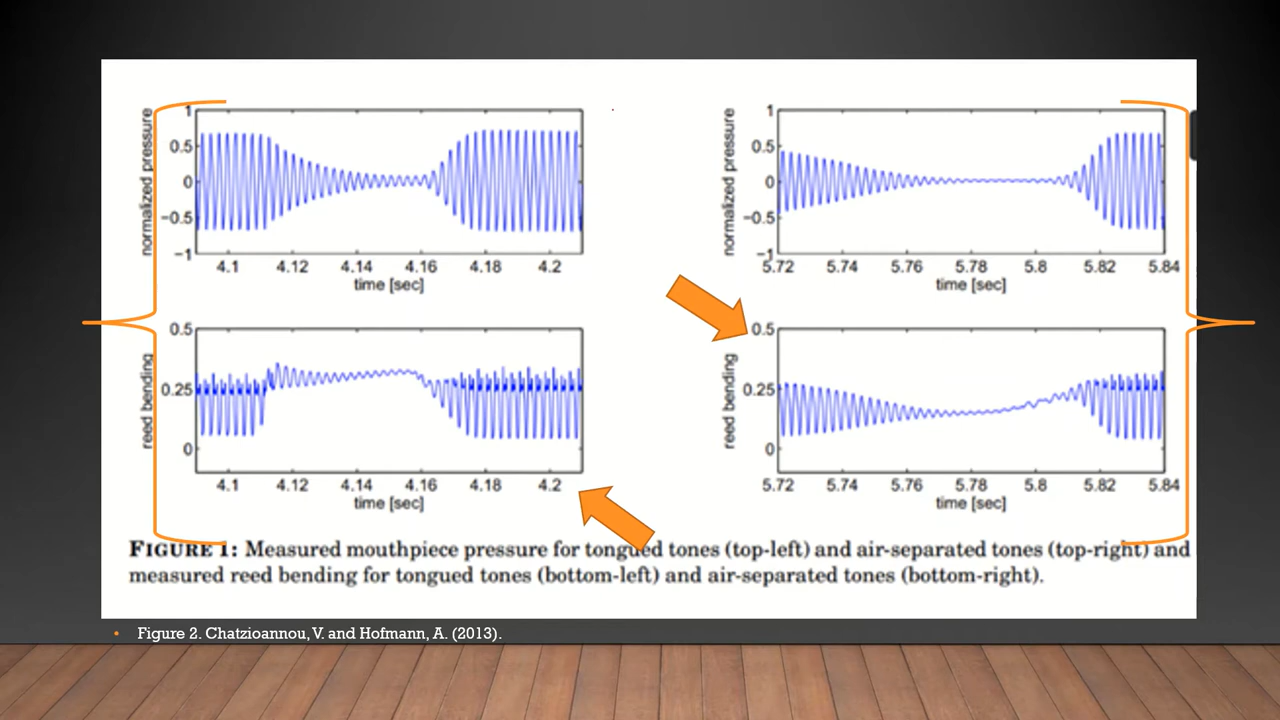 1
0.5
0
−0.5
−1
normalized pressure
4.1 4.12 4.14 4.16 4.18 4.2
time [sec]
1
0.5
0
−0.5
−1
normalized pressure
5.72 5.74 5.76 5.78 5.8 5.82 5.84
time [sec]
0.5
0.25
0
reed bending
4.1 4.12 4.14 4.16 4.18 4.2
time [sec]
0.5
0.25
0
reed bending
5.72 5.74 5.76 5.78 5.8 5.82 5.84
time [sec]
FIGURE 1: Measured mouthpiece pressure for tongued tones (top-left) and air-separated tones (top-right) and
measured reed bending for tongued tones (bottom-left) and air-separated tones (bottom-right).
• Figure 2. Chatzioannou, V. and Hofmann, A. (2013).